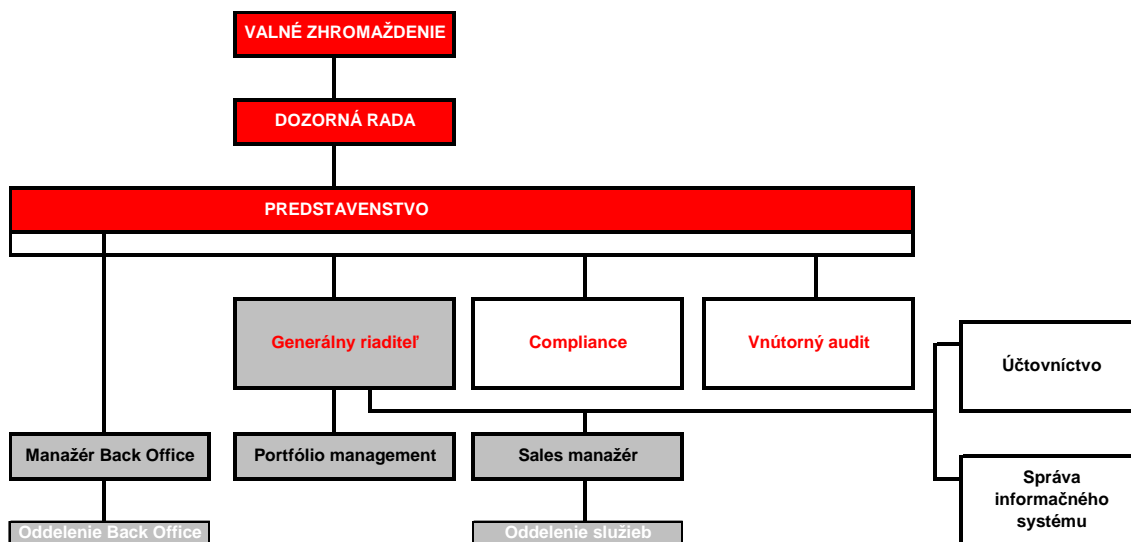 VALNÉ ZHROMAŽDENIE
DOZORNÁ RADA
PREDSTAVENSTVO
Generálny riaditeľ
Compliance
Vnútorný audit
Účtovníctvo
Manažér Back Office
Portfólio management
Sales manažér
Správa
informačného
systému
Oddelenie Back Office
Oddelenie služieb